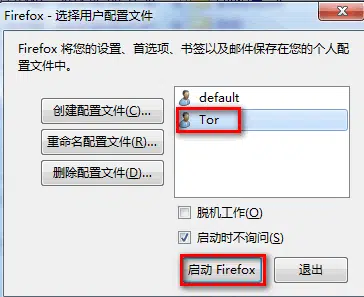 Firefox - 选择用户配置文件
Firefox 将您的设置、首选项、书签以及邮件保存在您的个人配置文件中。
创建配置文件(C)...
重命名配置文件(R)...
删除配置文件(D)...
default
Tor
脱机工作(O)
启动时不询问(S)
启动 Firefox
退出